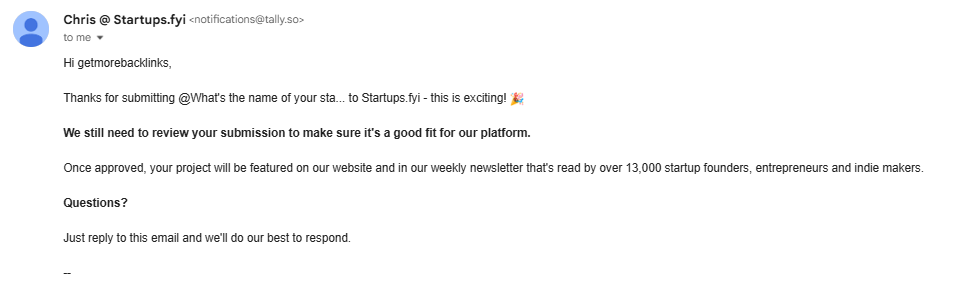 Chris @ Startups.fyi <notifications@tally.so>
to me
Hi getmorebacklinks,
Thanks for submitting @What's the name of your sta... to Startups.fyi - this is exciting! 🎉
We still need to review your submission to make sure it's a good fit for our platform.
Once approved, your project will be featured on our website and in our weekly newsletter that's read by over 13,000 startup founders, entrepreneurs and indie makers.
Questions?
Just reply to this email and we'll do our best to respond.
--